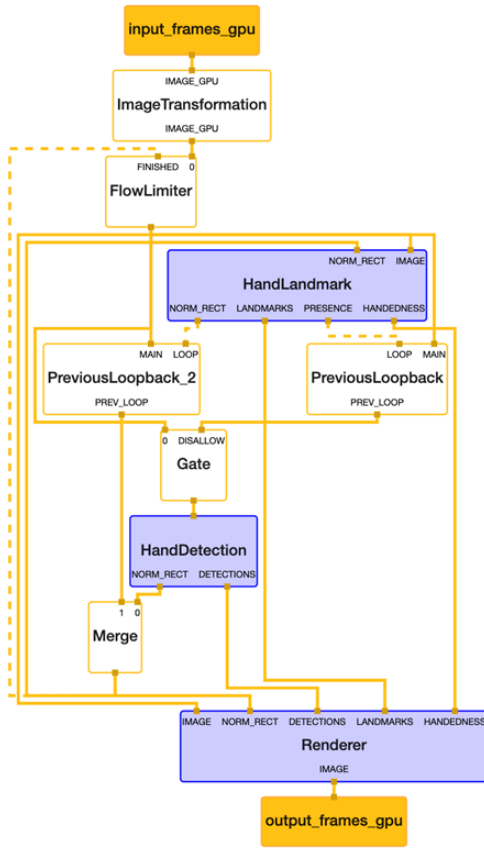 input_frames_gpu
IMAGE_GPU
ImageTransformation
IMAGE_GPU
FINISHED 0
FlowLimiter
NORM_RECT IMAGE
HandLandmark
NORM_RECT LANDMARKS PRESENCE HANDEDNESS
MAIN LOOP
PreviousLoopback_2
PREV_LOOP
LOOP MAIN
PreviousLoopback
PREV_LOOP
0 DISALLOW
Gate
HandDetection
NORM_RECT DETECTIONS
1 0
Merge
IMAGE NORM_RECT DETECTIONS LANDMARKS HANDEDNESS
Renderer
IMAGE
output_frames_gpu